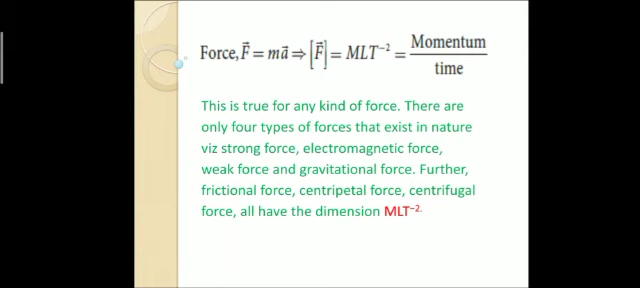 Force, F⃗ = ma⃗ ⇒ [F⃗] = MLT⁻² = Momentum / time
This is true for any kind of force. There are
only four types of forces that exist in nature
viz strong force, electromagnetic force,
weak force and gravitational force. Further,
frictional force, centripetal force, centrifugal
force, all have the dimension MLT⁻².